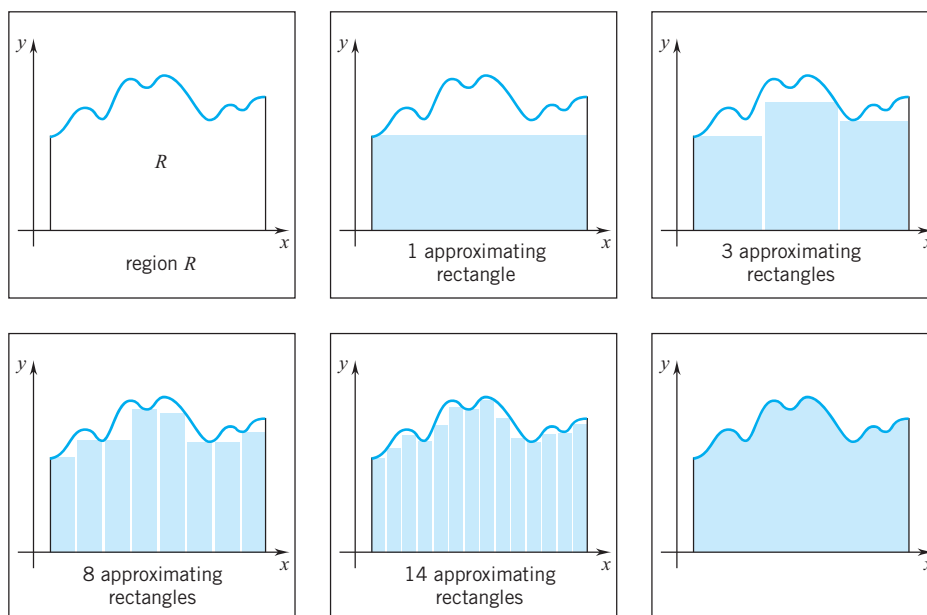 y
R
x
region R
y
x
1 approximating
rectangle
y
x
3 approximating
rectangles
y
x
8 approximating
rectangles
y
x
14 approximating
rectangles
y
x